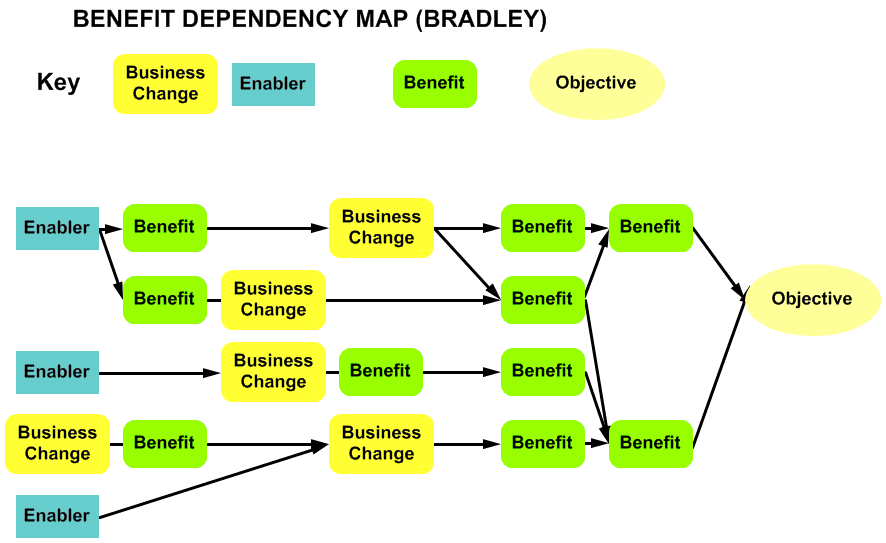 BENEFIT DEPENDENCY MAP (BRADLEY)
Key
Business
Change
Enabler
Benefit
Objective
Enabler
Benefit
Business
Change
Benefit
Benefit
Benefit
Business
Change
Benefit
Objective
Enabler
Business
Change
Benefit
Benefit
Business
Change
Benefit
Business
Change
Benefit
Benefit
Enabler